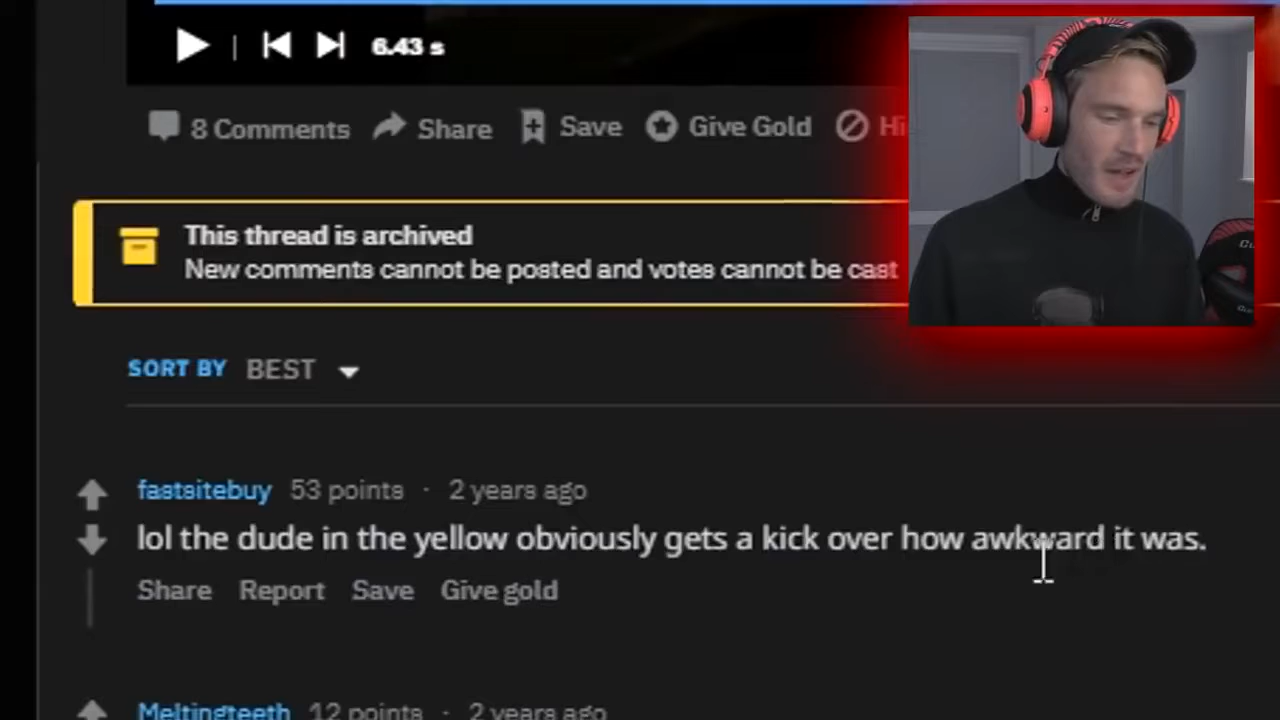 6.43 s
8 Comments Share Save Give Gold
This thread is archived
New comments cannot be posted and votes cannot be cast
SORT BY BEST
fastsitebuy 53 points · 2 years ago
lol the dude in the yellow obviously gets a kick over how awkward it was.
Share Report Save Give gold
Meltingteeth 12 points · 2 years ago